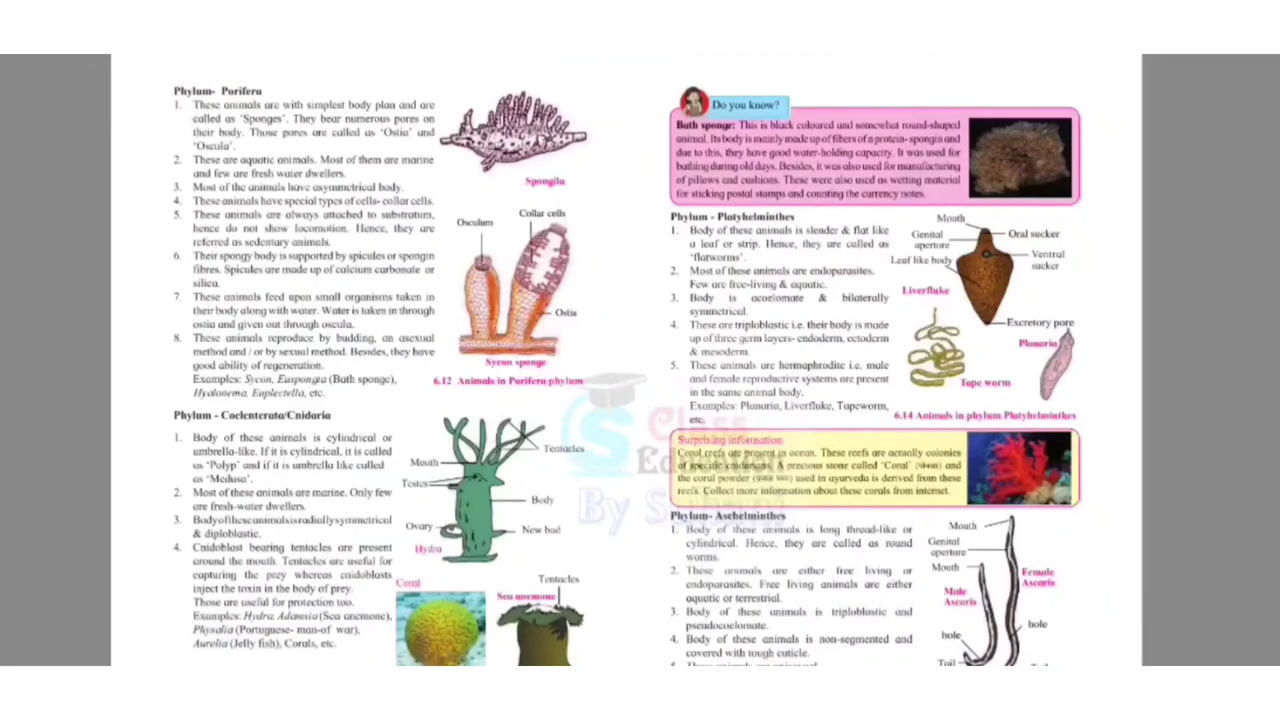 Phylum- Porifera
1. These animals are with simplest body plan and are
called as 'Sponges'. They bear numerous pores on
their body. Those pores are called as 'Ostia' and
'Oscula'.
2. These are aquatic animals. Most of them are marine
and few are fresh water dwellers.
3. Most of the animals have asymmetrical body.
4. These animals have special types of cells- collar cells.
5. These animals are always attached to substratum,
hence do not show locomotion. Hence, they are
referred as sedentary animals.
6. Their spongy body is supported by spicules or spongin
fibres. Spicules are made up of calcium carbonate or
silica.
7. These animals feed upon small organisms taken in
their body along with water. Water is taken in through
ostia and given out through oscula.
8. These animals reproduce by budding, an asexual
method and / or by sexual method. Besides, they have
good ability of regeneration.
Examples: Sycon, Euspongia (Bath sponge),
Hyalonema, Euplectella, etc.
Spongila
Collar cells
Osculum
Ostia
Sycon sponge
6.12 Animals in Porifera phylum
Phylum - Coelenterata/Cnidaria
1. Body of these animals is cylindrical or
umbrella-like. If it is cylindrical, it is called
as 'Polyp' and if it is umbrella like called
as 'Medusa'.
2. Most of these animals are marine. Only few
are fresh-water dwellers.
3. Body of these animals is radially symmetrical
& diploblastic.
4. Cnidoblast bearing tentacles are present
around the mouth. Tentacles are useful for
capturing the prey whereas cnidoblasts
inject the toxin in the body of prey.
Those are useful for protection too.
Examples: Hydra, Adamsia (Sea anemone),
Physalia (Portuguese- man-of war),
Aurelia (Jelly fish), Corals, etc.
Tentacles
Mouth
Testes
Body
Ovary
New bud
Hydra
Coral
Tentacles
Sea anemone
Do you know?
Bath sponge: This is black coloured and somewhat round-shaped
animal. Its body is mainly made up of fibers of a protein- spongin and
due to this, they have good water-holding capacity. It was used for
bathing during old days. Besides, it was also used for manufacturing
of pillows and cushions. These were also used as wetting material
for sticking postal stamps and counting the currency notes.
Phylum - Platyhelminthes
1. Body of these animals is slender & flat like
a leaf or strip. Hence, they are called as
'flatworms'.
2. Most of these animals are endoparasites.
Few are free-living & aquatic.
3. Body is acoelomate & bilaterally
symmetrical.
4. These are triploblastic i.e. their body is made
up of three germ layers- endoderm, ectoderm
& mesoderm.
5. These animals are hermaphrodite i.e. male
and female reproductive systems are present
in the same animal body.
Examples: Planaria, Liverfluke, Tapeworm,
etc.
Mouth
Genital
aperture
Oral sucker
Leaf like body
Ventral
sucker
Liverfluke
Excretory pore
Planaria
Tape worm
6.14 Animals in phylum Platyhelminthes
Surprising information
Coral reefs are present in ocean. These reefs are actually colonies
of specific cnidarians. A precious stone called 'Coral' and
the coral powder used in ayurveda is derived from these
reefs. Collect more information about these corals from internet.
Phylum- Aschelminthes
1. Body of these animals is long thread-like or
cylindrical. Hence, they are called as round
worms.
2. These animals are either free living or
endoparasites. Free living animals are either
aquatic or terrestrial.
3. Body of these animals is triploblastic and
pseudocoelomate.
4. Body of these animals is non-segmented and
covered with tough cuticle.
Mouth
Genital
aperture
Mouth
Female
Ascaris
Male
Ascaris
hole
hole
Tail
Class
Education